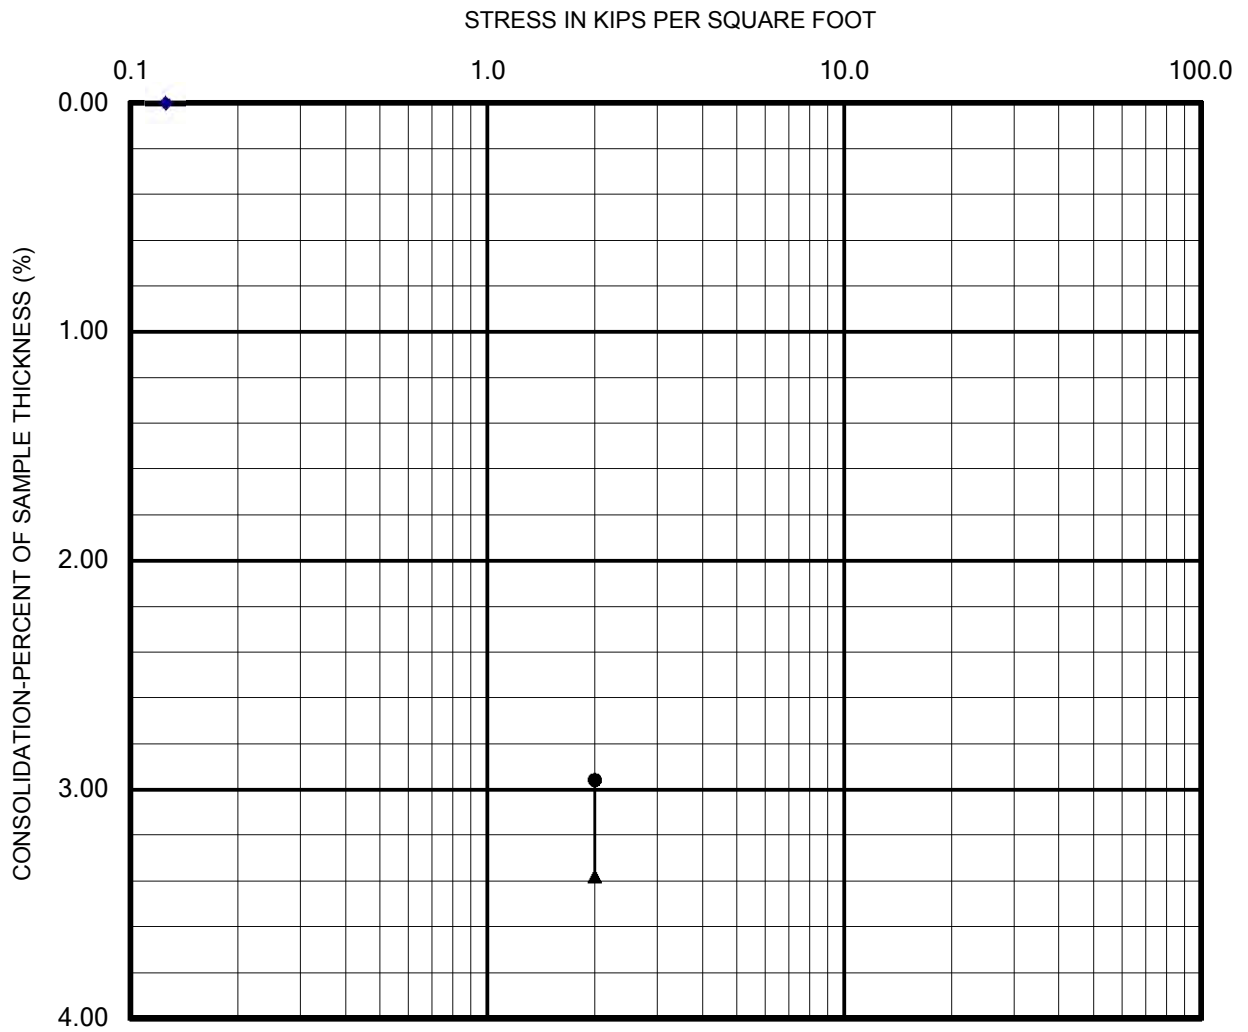 STRESS IN KIPS PER SQUARE FOOT
0.1 1.0 10.0 100.0
0.00
1.00
2.00
3.00
4.00
CONSOLIDATION-PERCENT OF SAMPLE THICKNESS (%)